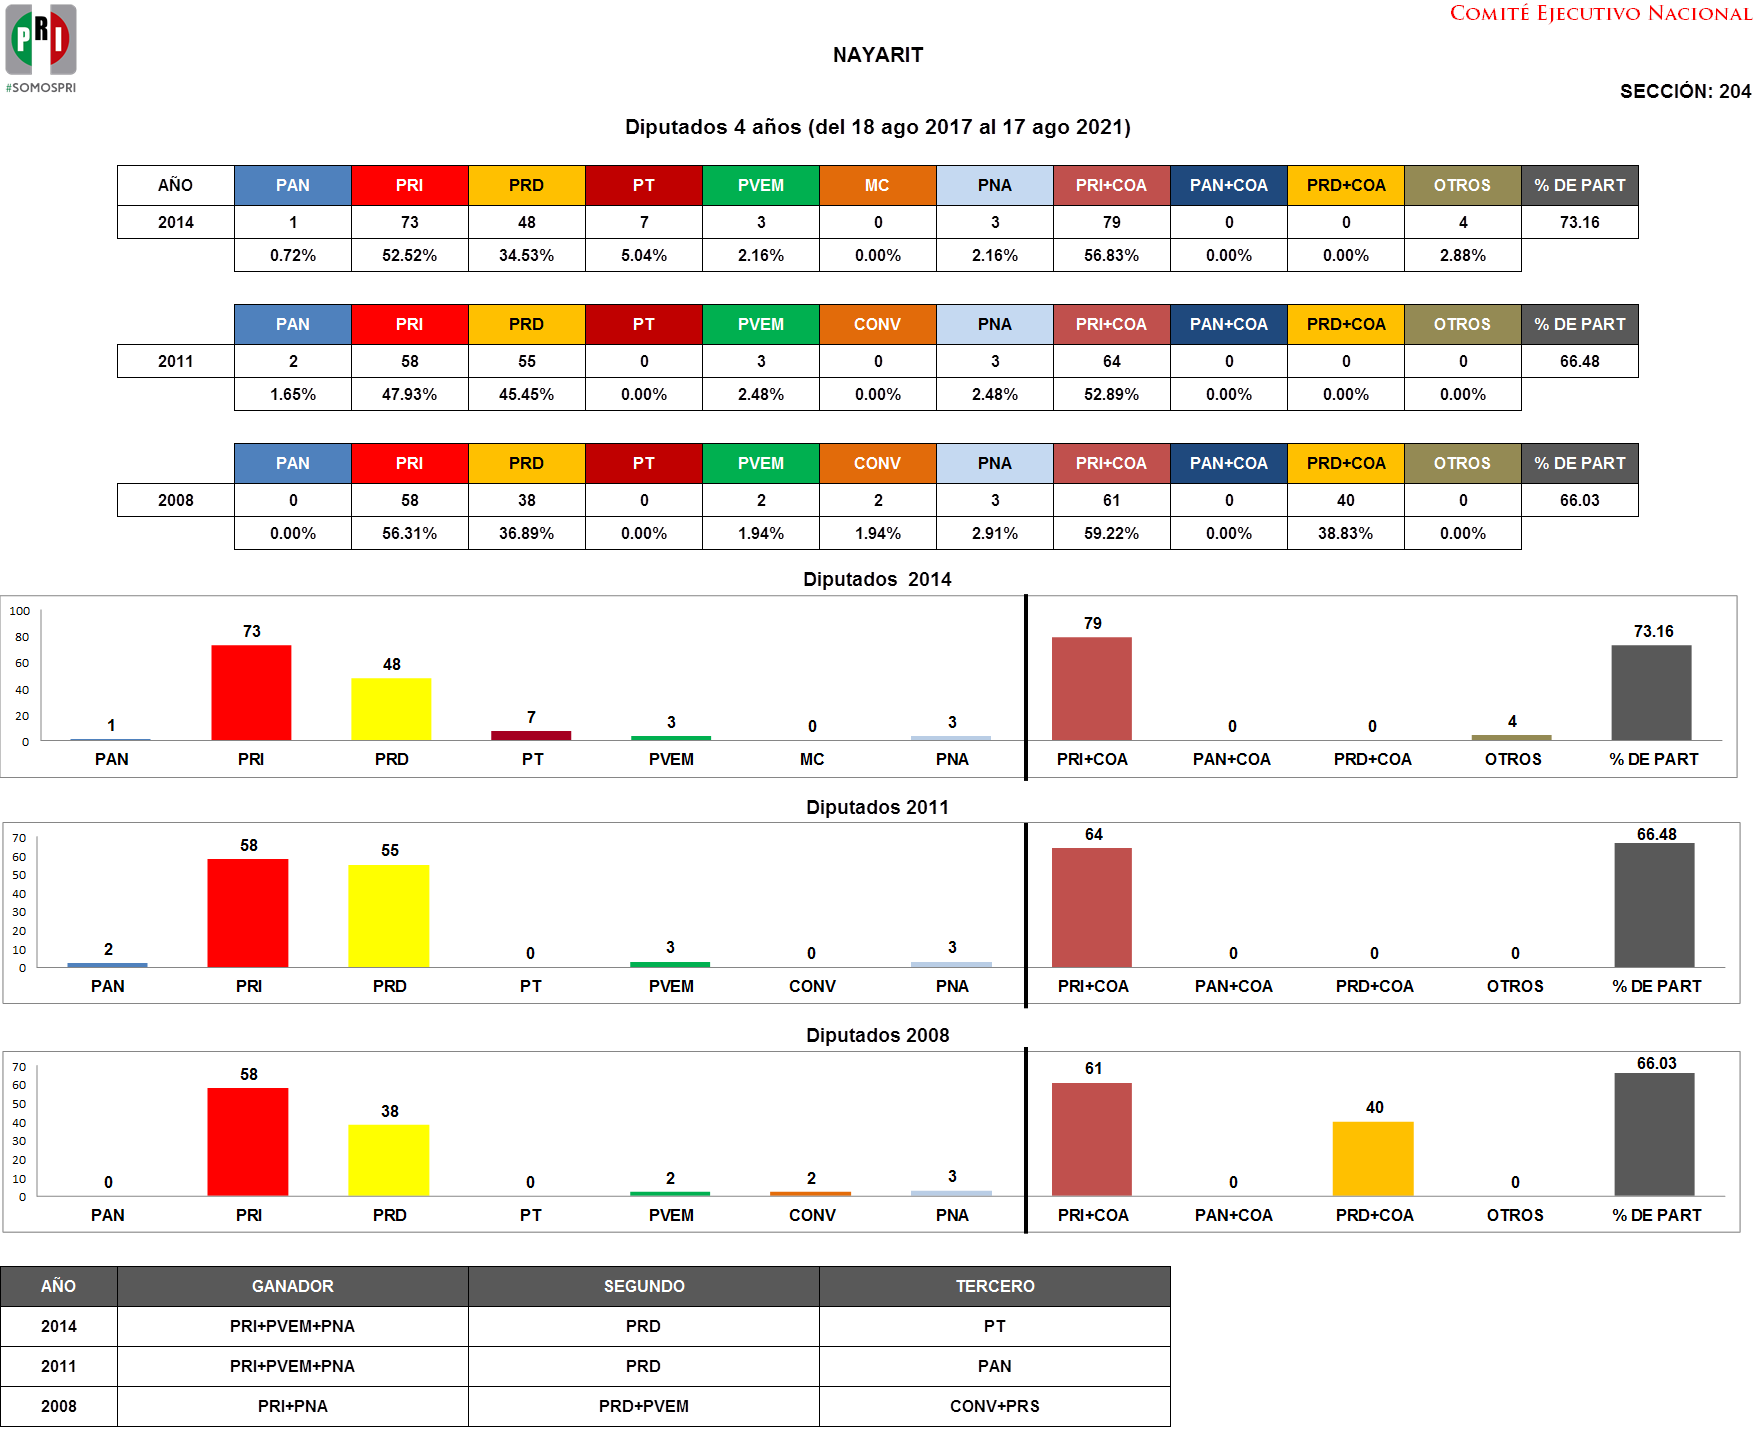 PRI
#SOMOSPRI
COMITÉ EJECUTIVO NACIONAL
NAYARIT
SECCIÓN: 204
Diputados 4 años (del 18 ago 2017 al 17 ago 2021)
AÑO PAN PRI PRD PT PVEM MC PNA PRI+COA PAN+COA PRD+COA OTROS % DE PART
2014 1 73 48 7 3 0 3 79 0 0 4 73.16
0.72% 52.52% 34.53% 5.04% 2.16% 0.00% 2.16% 56.83% 0.00% 0.00% 2.88%
PAN PRI PRD PT PVEM CONV PNA PRI+COA PAN+COA PRD+COA OTROS % DE PART
2011 2 58 55 0 3 0 3 64 0 0 0 66.48
1.65% 47.93% 45.45% 0.00% 2.48% 0.00% 2.48% 52.89% 0.00% 0.00% 0.00%
PAN PRI PRD PT PVEM CONV PNA PRI+COA PAN+COA PRD+COA OTROS % DE PART
2008 0 58 38 0 2 2 3 61 0 40 0 66.03
0.00% 56.31% 36.89% 0.00% 1.94% 1.94% 2.91% 59.22% 0.00% 38.83% 0.00%
Diputados 2014
100
80
60
40
20
0
1 73 48 7 3 0 3 79 0 0 4 73.16
PAN PRI PRD PT PVEM MC PNA PRI+COA PAN+COA PRD+COA OTROS % DE PART
Diputados 2011
70
60
50
40
30
20
10
0
2 58 55 0 3 0 3 64 0 0 0 66.48
PAN PRI PRD PT PVEM CONV PNA PRI+COA PAN+COA PRD+COA OTROS % DE PART
Diputados 2008
70
60
50
40
30
20
10
0
0 58 38 0 2 2 3 61 0 40 0 66.03
PAN PRI PRD PT PVEM CONV PNA PRI+COA PAN+COA PRD+COA OTROS % DE PART
AÑO GANADOR SEGUNDO TERCERO
2014 PRI+PVEM+PNA PRD PT
2011 PRI+PVEM+PNA PRD PAN
2008 PRI+PNA PRD+PVEM CONV+PRS